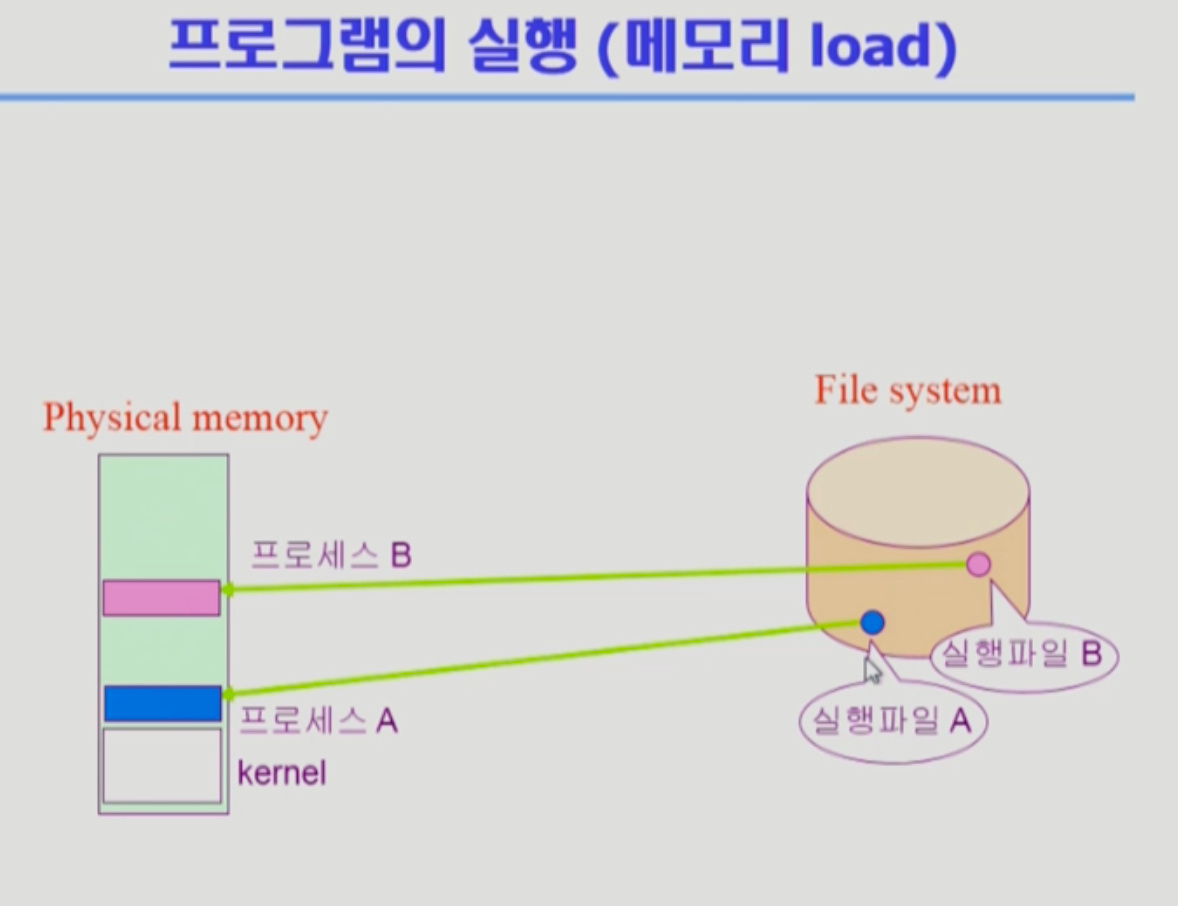 프로그램의 실행 (메모리 load)
Physical memory
File system
프로세스 B
실행파일 B
프로세스 A
실행파일 A
kernel